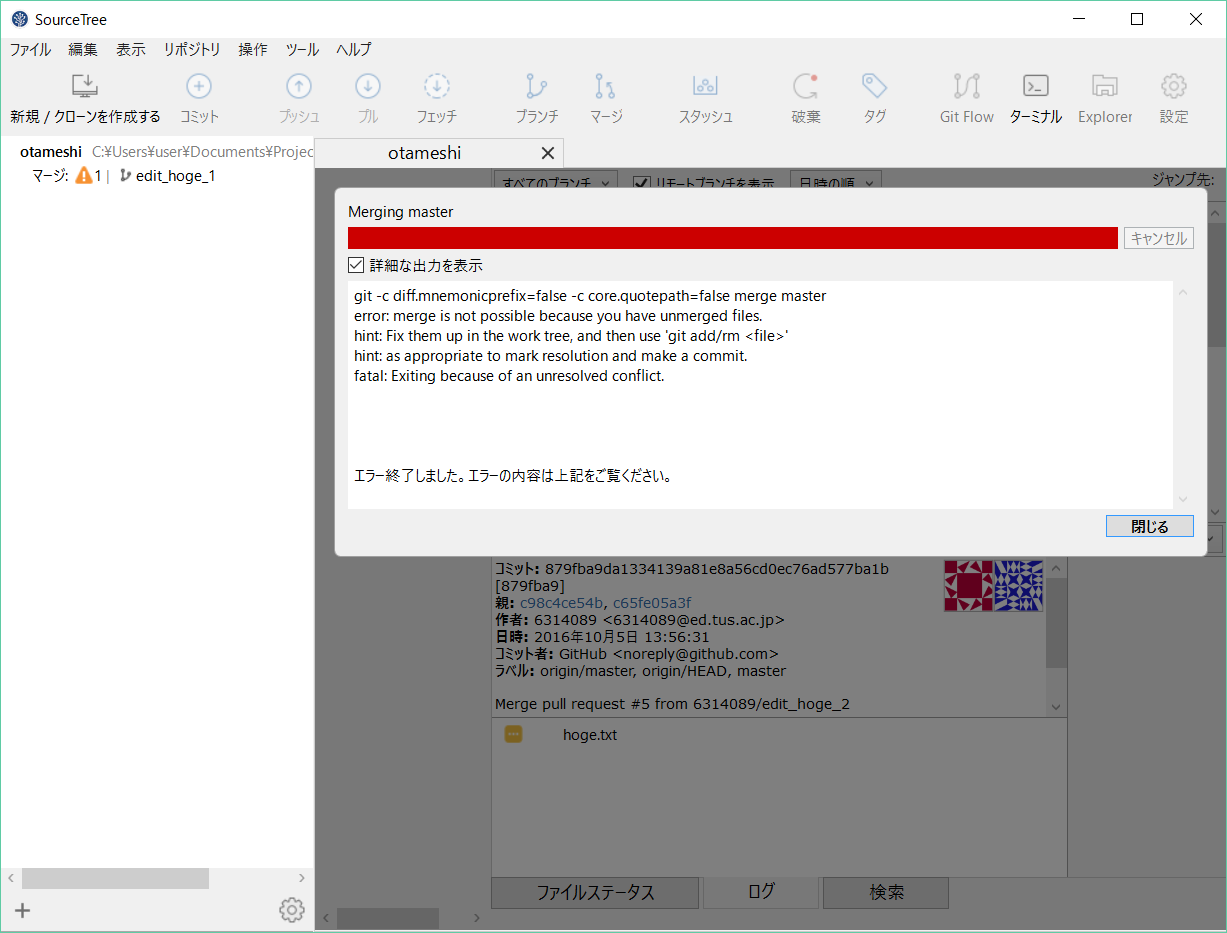 SourceTree
ファイル 編集 表示 リポジトリ 操作 ツール ヘルプ
新規 / クローンを作成する コミット プッシュ プル フェッチ ブランチ マージ スタッシュ 破棄 タグ Git Flow ターミナル Explorer 設定
otameshi C:¥Users¥user¥Documents¥Projec
マージ: 1 | edit_hoge_1
otameshi
すべてのブランチ リモートブランチを表示 日時の順 ジャンプ先:
Merging master
キャンセル
詳細な出力を表示
git -c diff.mnemonicprefix=false -c core.quotepath=false merge master
error: merge is not possible because you have unmerged files.
hint: Fix them up in the work tree, and then use 'git add/rm <file>'
hint: as appropriate to mark resolution and make a commit.
fatal: Exiting because of an unresolved conflict.
エラー終了しました。エラーの内容は上記をご覧ください。
閉じる
コミット: 879fba9da1334139a81e8a56cd0ec76ad577ba1b
[879fba9]
親: c98c4ce54b, c65fe05a3f
作者: 6314089 <6314089@ed.tus.ac.jp>
日時: 2016年10月5日 13:56:31
コミット者: GitHub <noreply@github.com>
ラベル: origin/master, origin/HEAD, master
Merge pull request #5 from 6314089/edit_hoge_2
hoge.txt
ファイルステータス ログ 検索